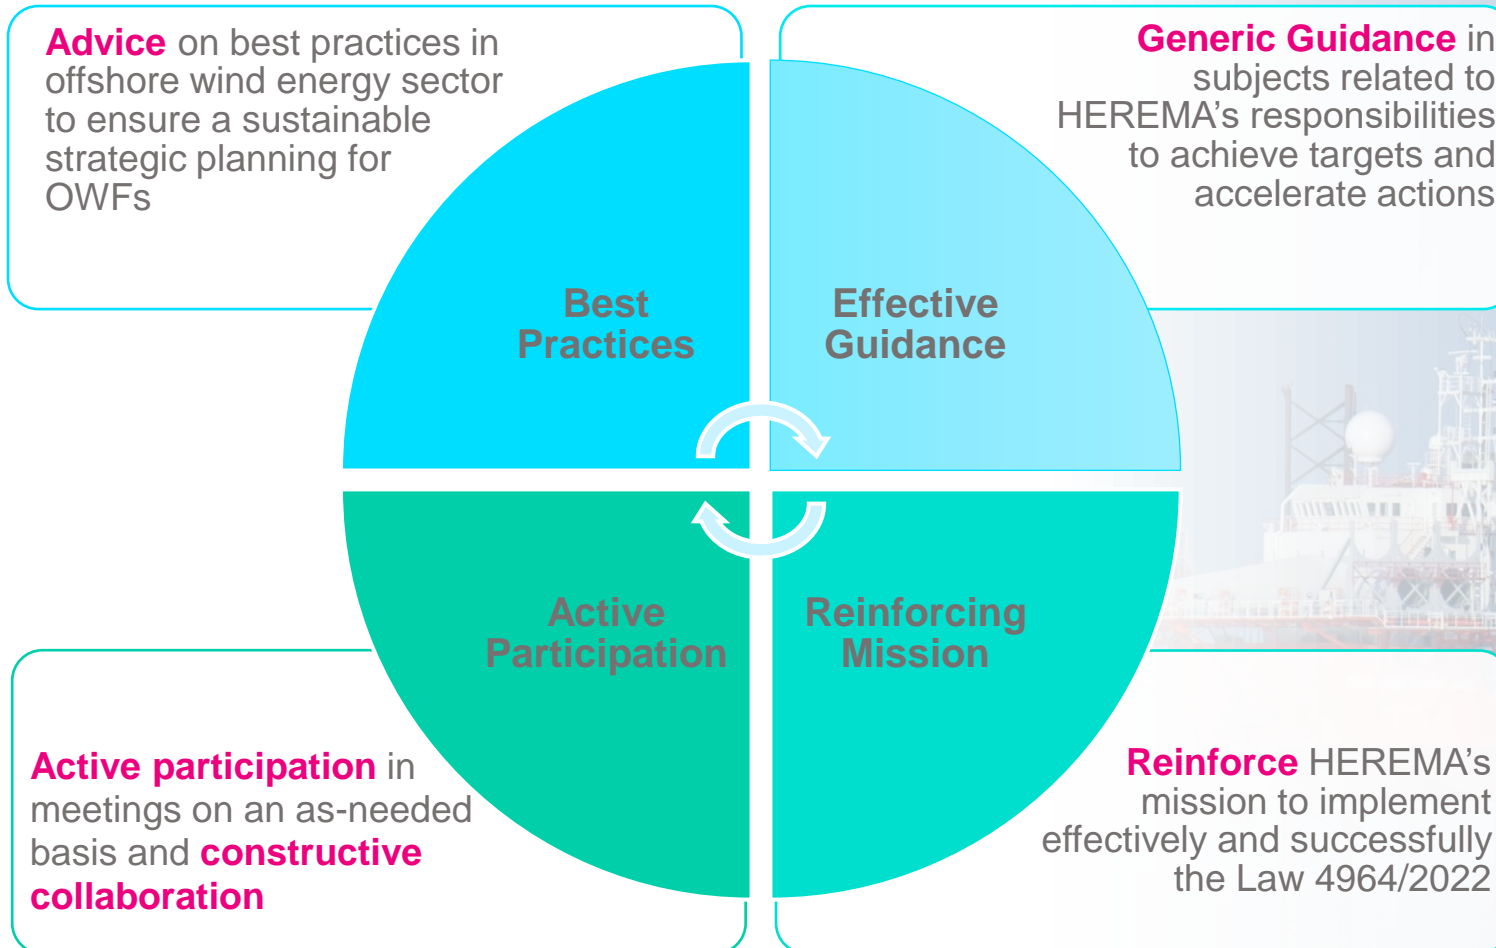 Advice on best practices in
offshore wind energy sector
to ensure a sustainable
strategic planning for
OWFs
Generic Guidance in
subjects related to
HEREMA's responsibilities
to achieve targets and
accelerate actions
Best
Practices
Effective
Guidance
Active
Participation
Reinforcing
Mission
Active participation in
meetings on an as-needed
basis and constructive
collaboration
Reinforce HEREMA's
mission to implement
effectively and successfully
the Law 4964/2022